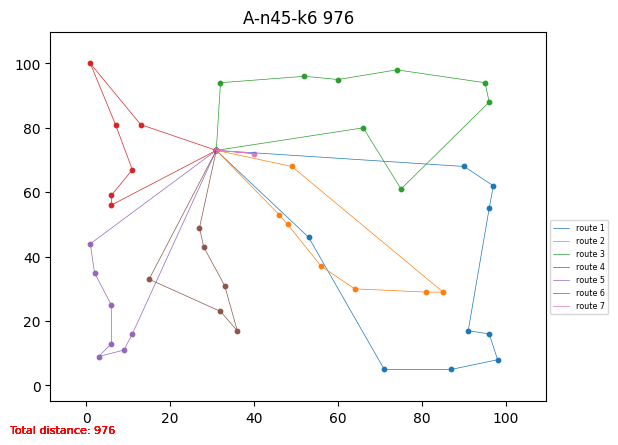 A-n45-k6 976
100
80
60
40
20
0
0 20 40 60 80 100
route 1
route 2
route 3
route 4
route 5
route 6
route 7
Total distance: 976